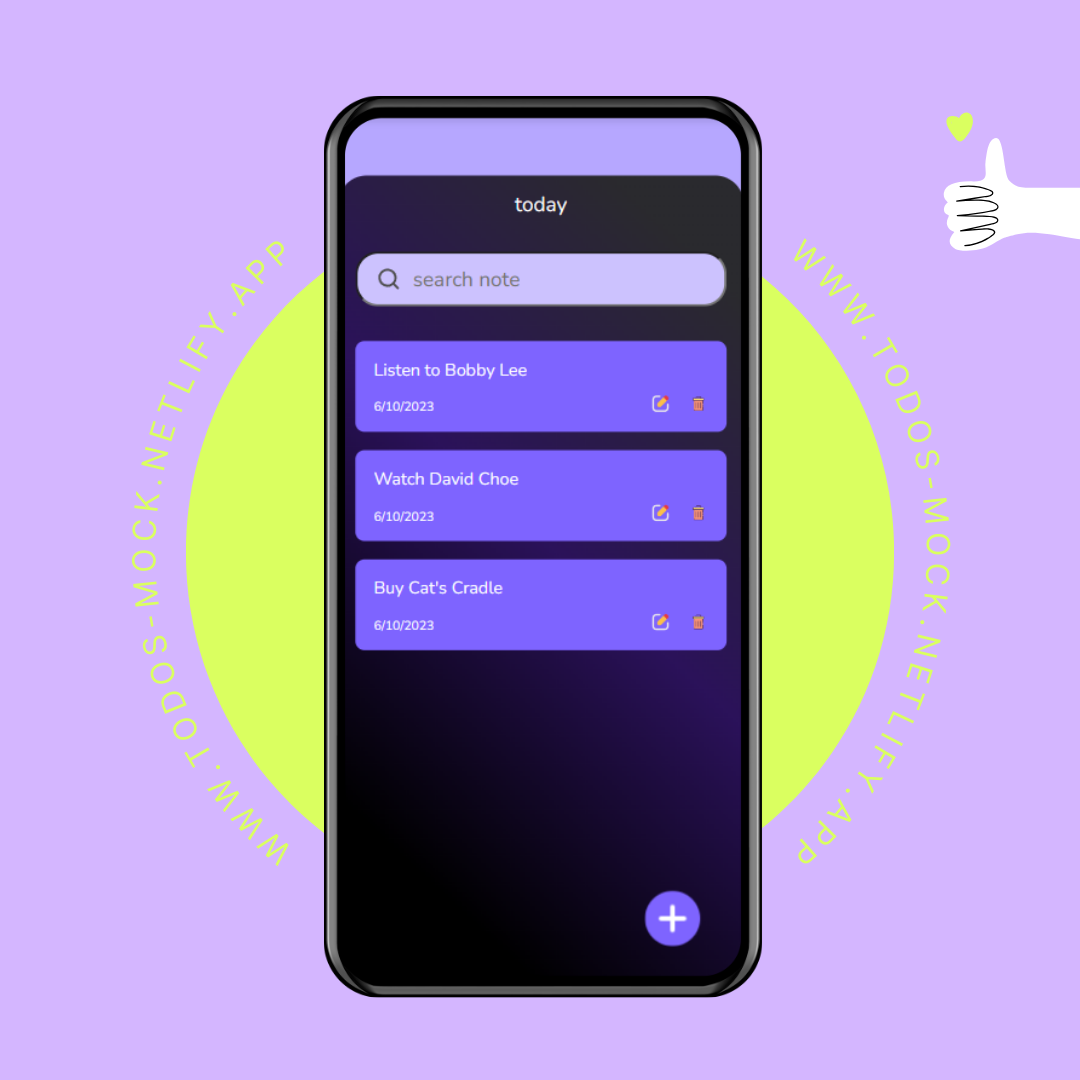 WWW.TODOS-MOCK.NETLIFY.APP
today
search note
Listen to Bobby Lee
6/10/2023
Watch David Choe
6/10/2023
Buy Cat's Cradle
6/10/2023
WWW.TODOS-MOCK.NETLIFY.APP